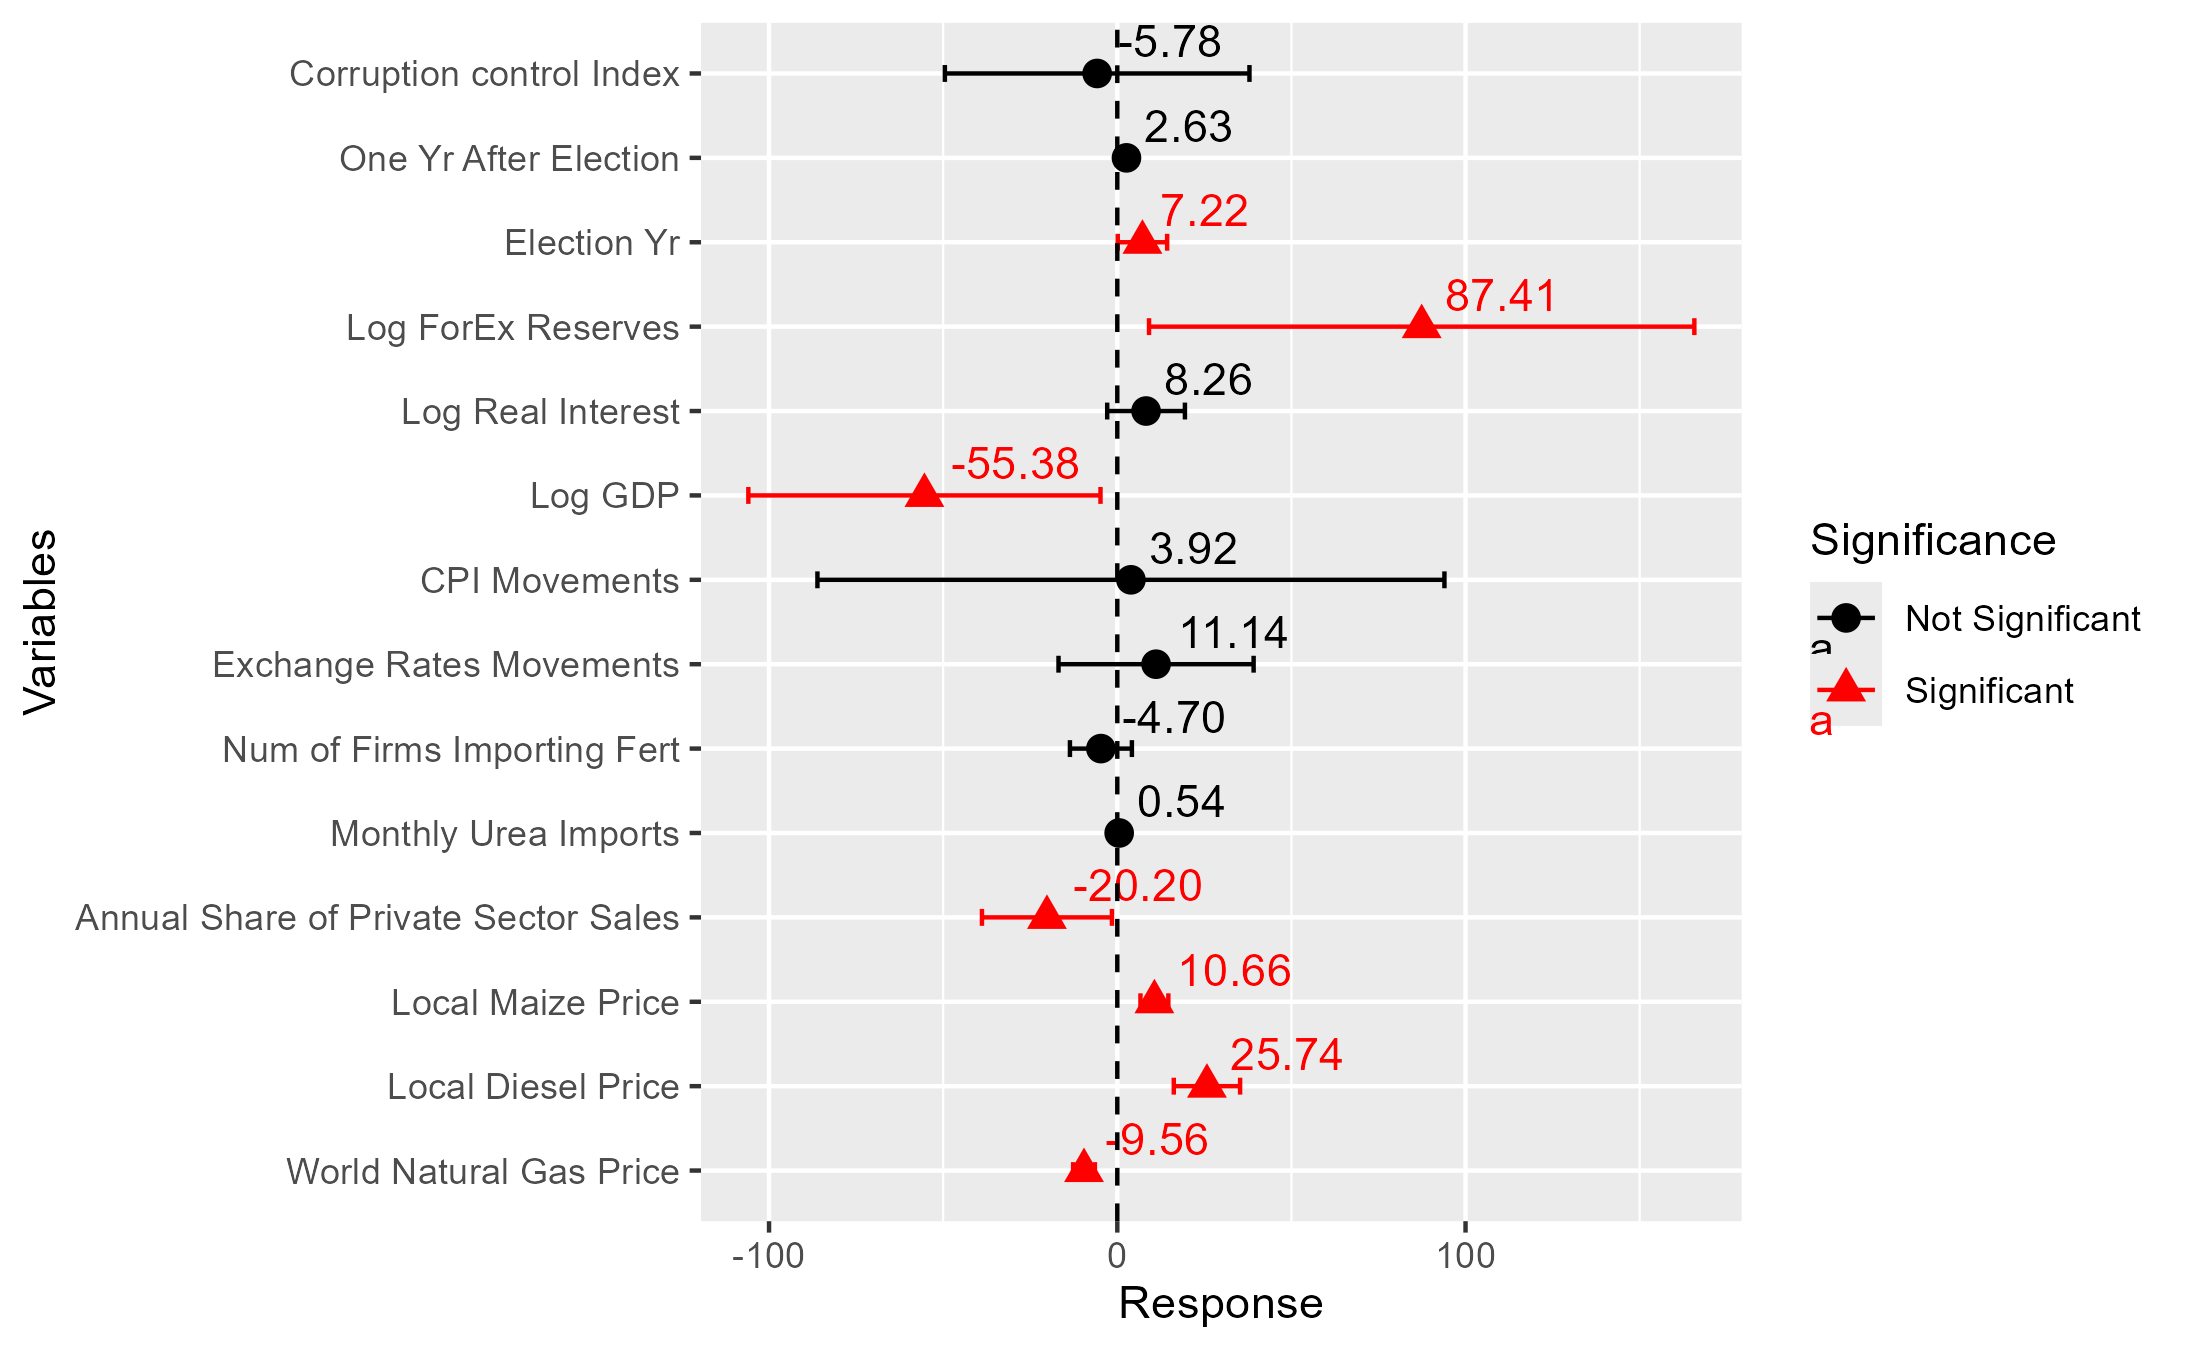 Corruption control Index -5.78
One Yr After Election 2.63
Election Yr 7.22
Log ForEx Reserves 87.41
Log Real Interest 8.26
Log GDP -55.38
CPI Movements 3.92
Exchange Rates Movements 11.14
Num of Firms Importing Fert -4.70
Monthly Urea Imports 0.54
Annual Share of Private Sector Sales -20.20
Local Maize Price 10.66
Local Diesel Price 25.74
World Natural Gas Price -9.56
-100 0 100
Response
Variables
Significance
a Not Significant
a Significant